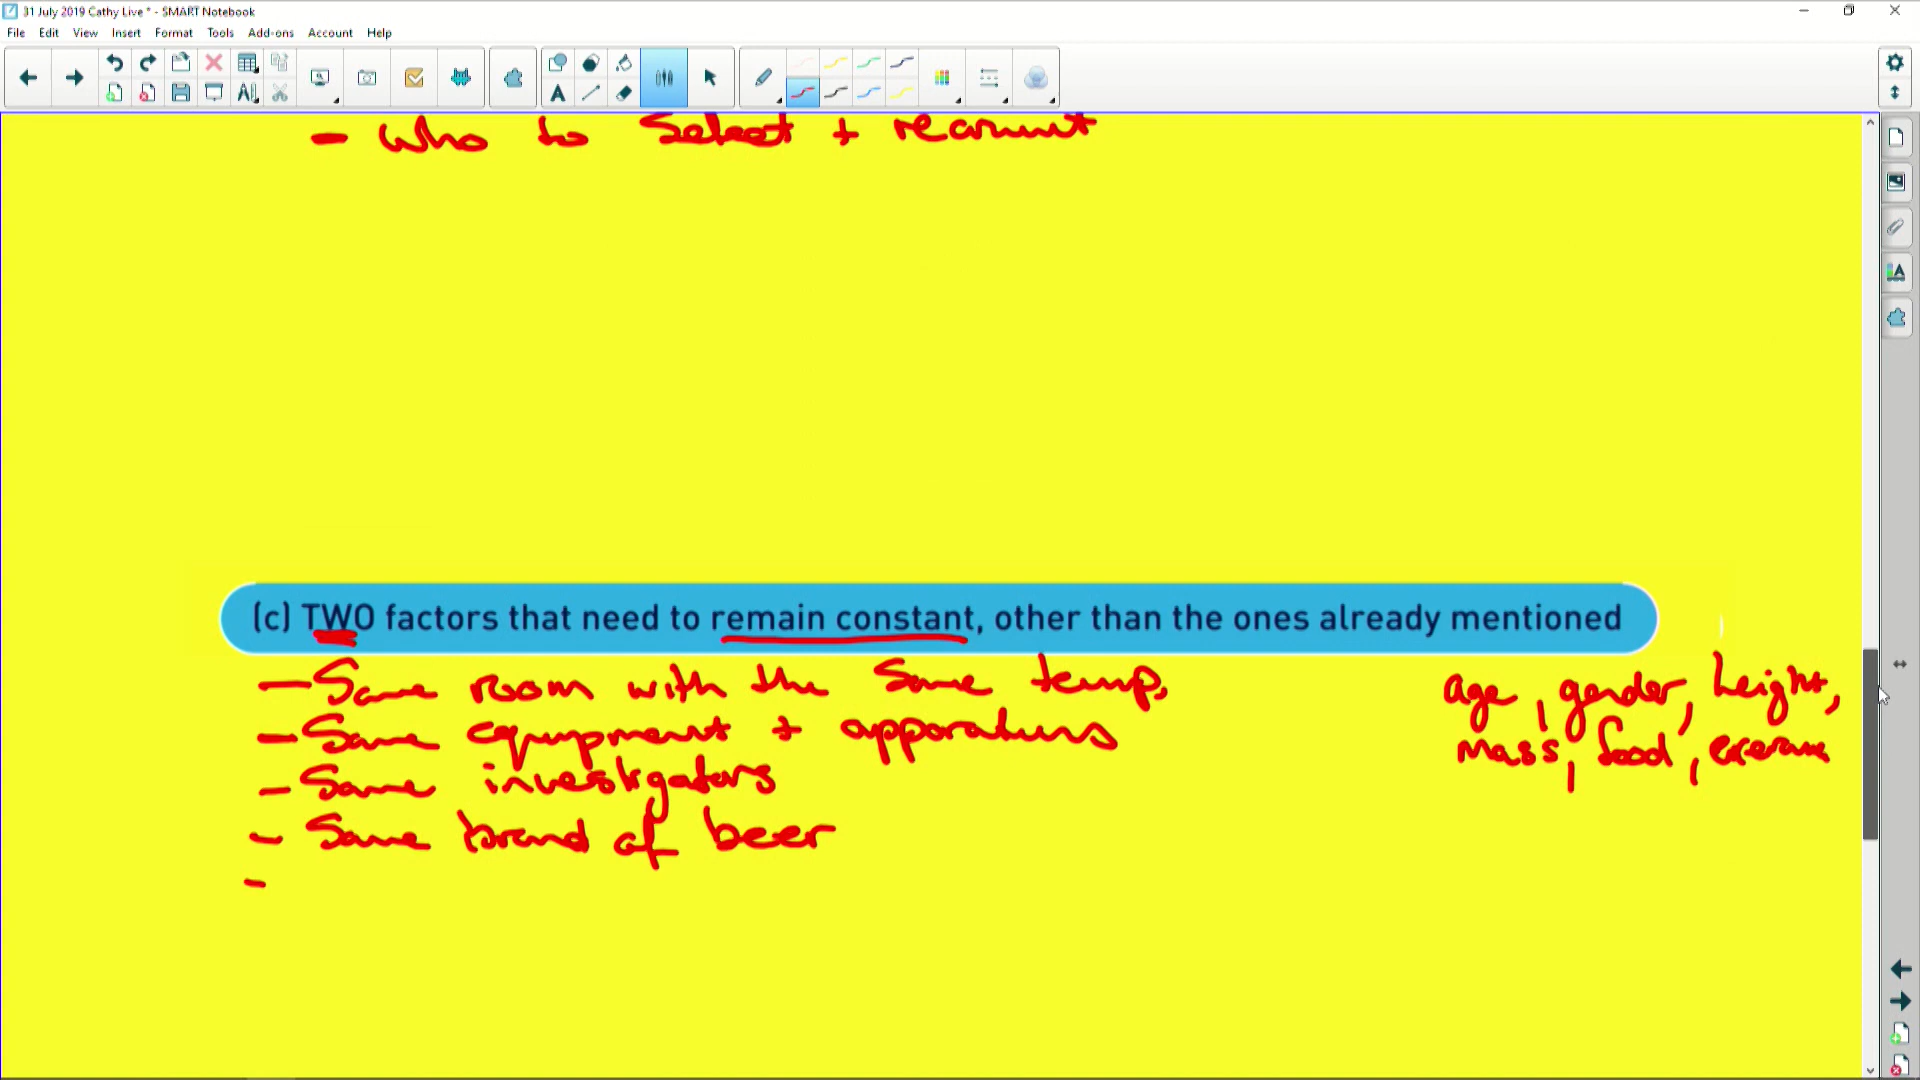 31 July 2019 Cathy Live * - SMART Notebook
File Edit View Insert Format Tools Add-ons Account Help
- Who to Select + recruit
(c) TWO factors that need to remain constant, other than the ones already mentioned
- Same room with the same temp,
- Same equipment + apparatus
- Same investigators
- Same brand of beer
-
age, gender, height,
mass, food, exercise